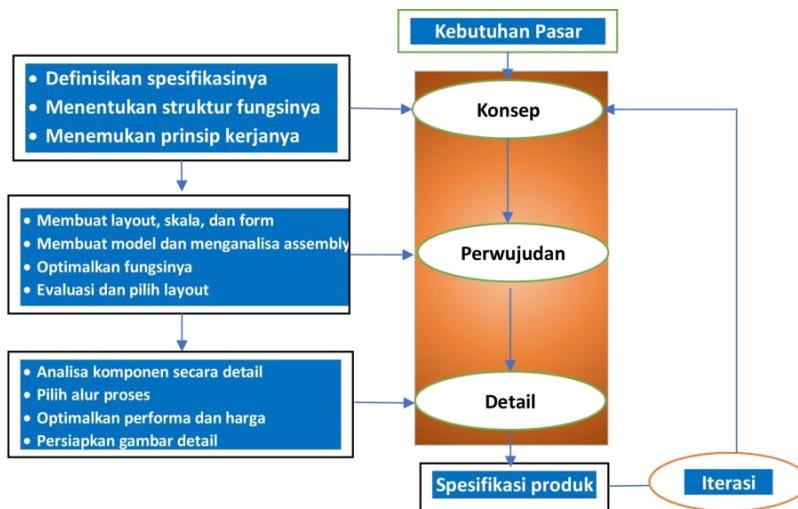 Kebutuhan Pasar
• Definisikan spesifikasinya
• Menentukan struktur fungsinya
• Menemukan prinsip kerjanya
Konsep
• Membuat layout, skala, dan form
• Membuat model dan menganalisa assembly
• Optimalkan fungsinya
• Evaluasi dan pilih layout
Perwujudan
• Analisa komponen secara detail
• Pilih alur proses
• Optimalkan performa dan harga
• Persiapkan gambar detail
Detail
Spesifikasi produk
Iterasi